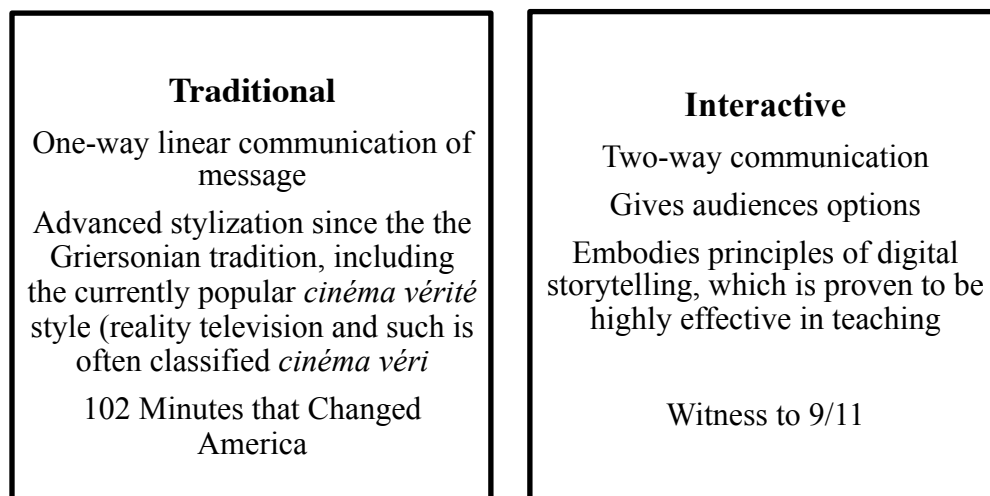 Traditional
One-way linear communication of
message
Advanced stylization since the the
Griersonian tradition, including
the currently popular cinéma vérité
style (reality television and such is
often classified cinéma véri
102 Minutes that Changed
America
Interactive
Two-way communication
Gives audiences options
Embodies principles of digital
storytelling, which is proven to be
highly effective in teaching
Witness to 9/11